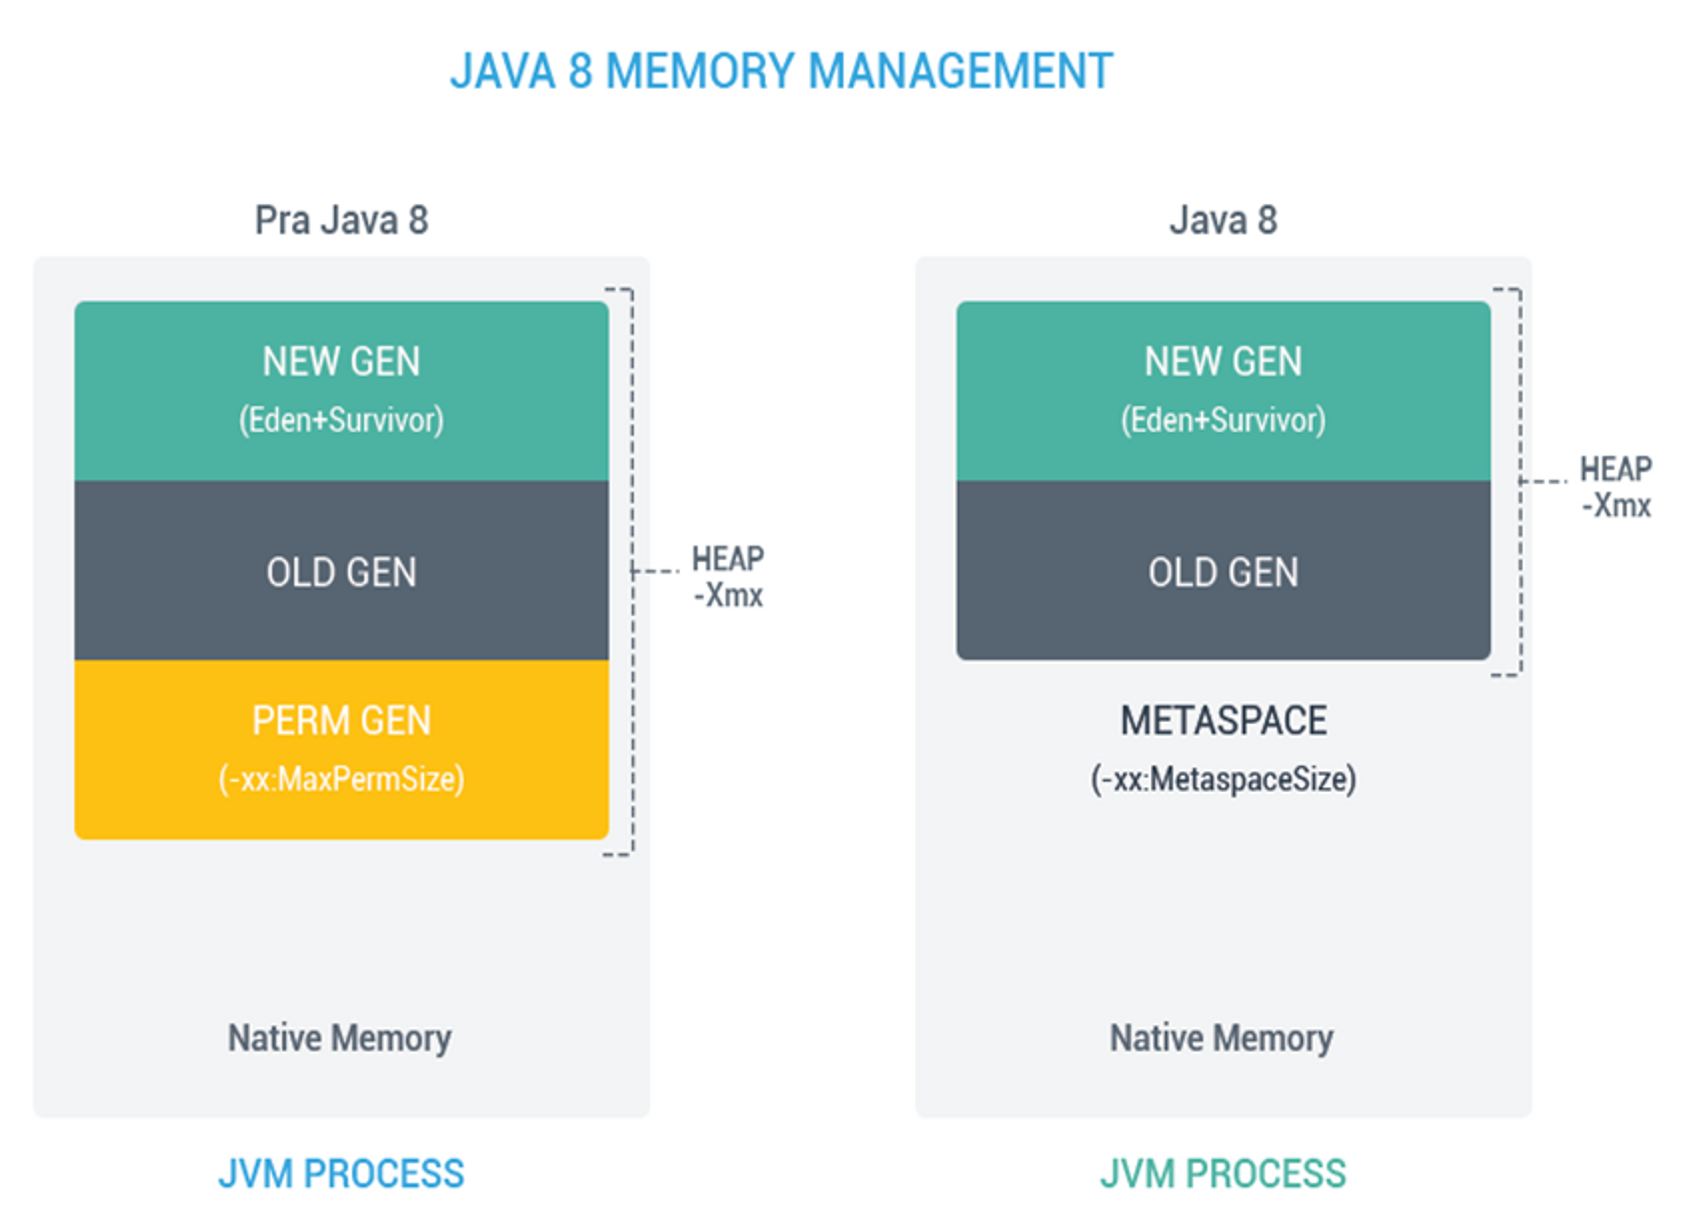 JAVA 8 MEMORY MANAGEMENT
Pra Java 8
NEW GEN
(Eden+Survivor)
OLD GEN
PERM GEN
(-xx:MaxPermSize)
HEAP
-Xmx
Native Memory
JVM PROCESS
Java 8
NEW GEN
(Eden+Survivor)
OLD GEN
HEAP
-Xmx
METASPACE
(-xx:MetaspaceSize)
Native Memory
JVM PROCESS